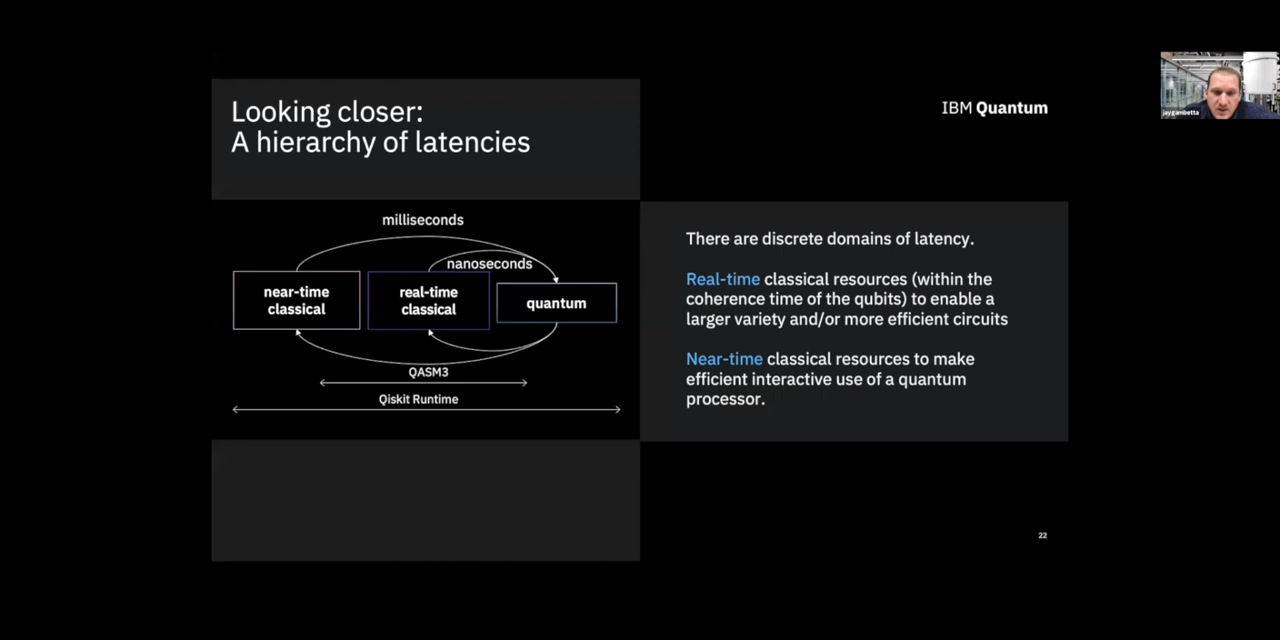 Looking closer:
A hierarchy of latencies
IBM Quantum
jaygambetta
milliseconds
nanoseconds
near-time
classical
real-time
classical
quantum
QASM3
Qiskit Runtime
There are discrete domains of latency.
Real-time classical resources (within the
coherence time of the qubits) to enable a
larger variety and/or more efficient circuits
Near-time classical resources to make
efficient interactive use of a quantum
processor.
22